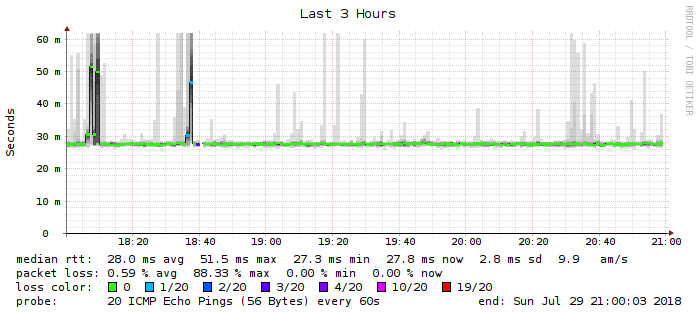 Last 3 Hours
RRDTOOL / TOBI OETIKER
Seconds
60 m
50 m
40 m
30 m
20 m
10 m
0
18:20 18:40 19:00 19:20 19:40 20:00 20:20 20:40 21:00
median rtt: 28.0 ms avg 51.5 ms max 27.3 ms min 27.8 ms now 2.8 ms sd 9.9 am/s
packet loss: 0.59 % avg 88.33 % max 0.00 % min 0.00 % now
loss color: 0 1/20 2/20 3/20 4/20 10/20 19/20
probe: 20 ICMP Echo Pings (56 Bytes) every 60s end: Sun Jul 29 21:00:03 2018